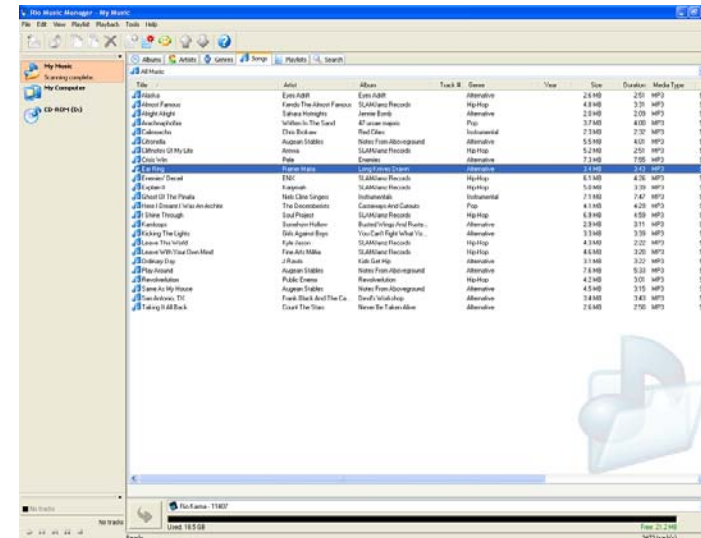 Rio Music Manager - My Music
File Edit View Playlist Playback Tools Help
Albums Artists Genres Songs Playlists Search
My Music
Scanning complete.
My Computer
CD-ROM (D:)
All Music
Title Artist Album Track # Genre Year Size Duration Media Type
Alaska Eyes Adrift Eyes Adrift Alternative 2.6 MB 2:51 MP3
Almost Famous Kends The Almost Famous SLAMJamz Records Hip-Hop 4.8 MB 3:31 MP3
Alright Alright Sahara Hotnights Jennie Bomb Alternative 2.8 MB 2:09 MP3
Arachnaphobia Written In The Sand Pop 3.7 MB 4:00 MP3
Calimocho Chris Brokaw Red Cities Instrumental 2.3 MB 2:32 MP3
Citronella Augean Stables Notes From Aboveground Alternative 5.5 MB 4:01 MP3
Cliffnotes Of My Life SLAMJamz Records Hip-Hop 5.2 MB 2:51 MP3
Crisis Win Pele Enemies Alternative 7.3 MB 7:55 MP3
Ear Ring Rainer Maria Long Knives Drawn Alternative 3.4 MB 3:43 MP3
Enemies' Deceit ENX SLAMJamz Records Hip-Hop 6.1 MB 4:26 MP3
Explain It Kasyeah SLAMJamz Records Hip-Hop 5.0 MB 3:39 MP3
Ghost Of The Pinata Nels Cline Singers Instrumentals Instrumental 7.1 MB 7:47 MP3
Here I Dreamt I Was An Architect The Decemberists Castaways And Cutouts Pop 4.1 MB 4:28 MP3
I Shine Through Soul Project SLAMJamz Records Hip-Hop 6.9 MB 4:59 MP3
Kamloops Somehow Hollow Busted Wings And Ruste... Alternative 2.9 MB 3:11 MP3
Kicking The Lights Girls Against Boys You Can't Fight What Yo... Alternative 3.3 MB 3:39 MP3
Leave This World Kyle Jason SLAMJamz Records Hip-Hop 4.3 MB 2:22 MP3
Leave With Your Own Mind Fine Arts Militia SLAMJamz Records Hip-Hop 4.6 MB 3:20 MP3
Ordinary Day J Rawls Kids Get Hip Alternative 3.1 MB 3:22 MP3
Play Around Augean Stables Notes From Aboveground Alternative 7.6 MB 5:33 MP3
Revolverlution Public Enemy Revolverlution Hip-Hop 4.2 MB 3:01 MP3
Same As My House Augean Stables Notes From Aboveground Alternative 4.5 MB 3:15 MP3
San Antonio, TX Frank Black And The Ca... Devil's Workshop Alternative 3.4 MB 3:43 MP3
Taking It All Back Count The Stars Never Be Taken Alive Alternative 2.6 MB 2:50 MP3
No tracks
No tracks
Rio Karma - 11407
Used: 18.5 GB Free: 21.2 MB
Ready